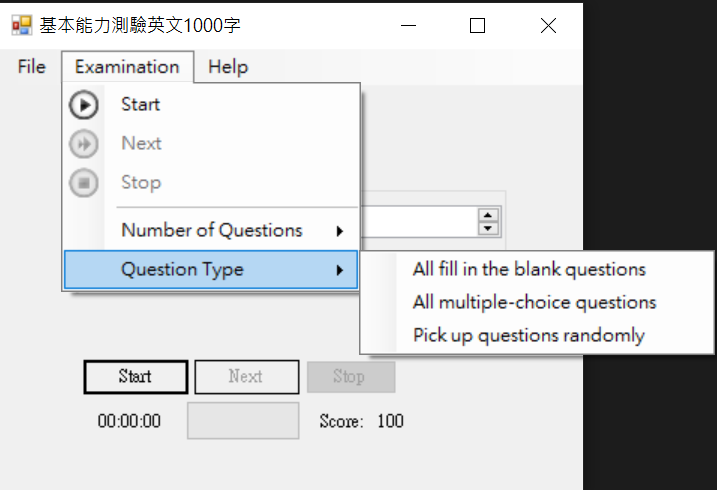 基本能力測驗英文1000字
File Examination Help
Start
Next
Stop
Number of Questions
Question Type
All fill in the blank questions
All multiple-choice questions
Pick up questions randomly
Start Next Stop
00:00:00 Score: 100